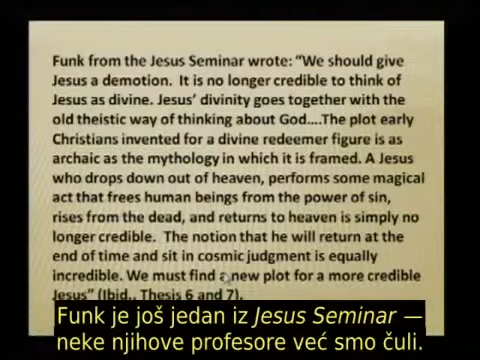 Funk from the Jesus Seminar wrote: “We should give
Jesus a demotion.  It is no longer credible to think of
Jesus as divine. Jesus’ divinity goes together with the
old theistic way of thinking about God....The plot early
Christians invented for a divine redeemer figure is as
archaic as the mythology in which it is framed. A Jesus
who drops down out of heaven, performs some magical
act that frees human beings from the power of sin,
rises from the dead, and returns to heaven is simply no
longer credible.  The notion that he will return at the
end of time and sit in cosmic judgment is equally
incredible. We must find a new plot for a more credible
Jesus” (Ibid., Thesis 6 and 7).
Funk je još jedan iz Jesus Seminar —
neke njihove profesore već smo čuli.